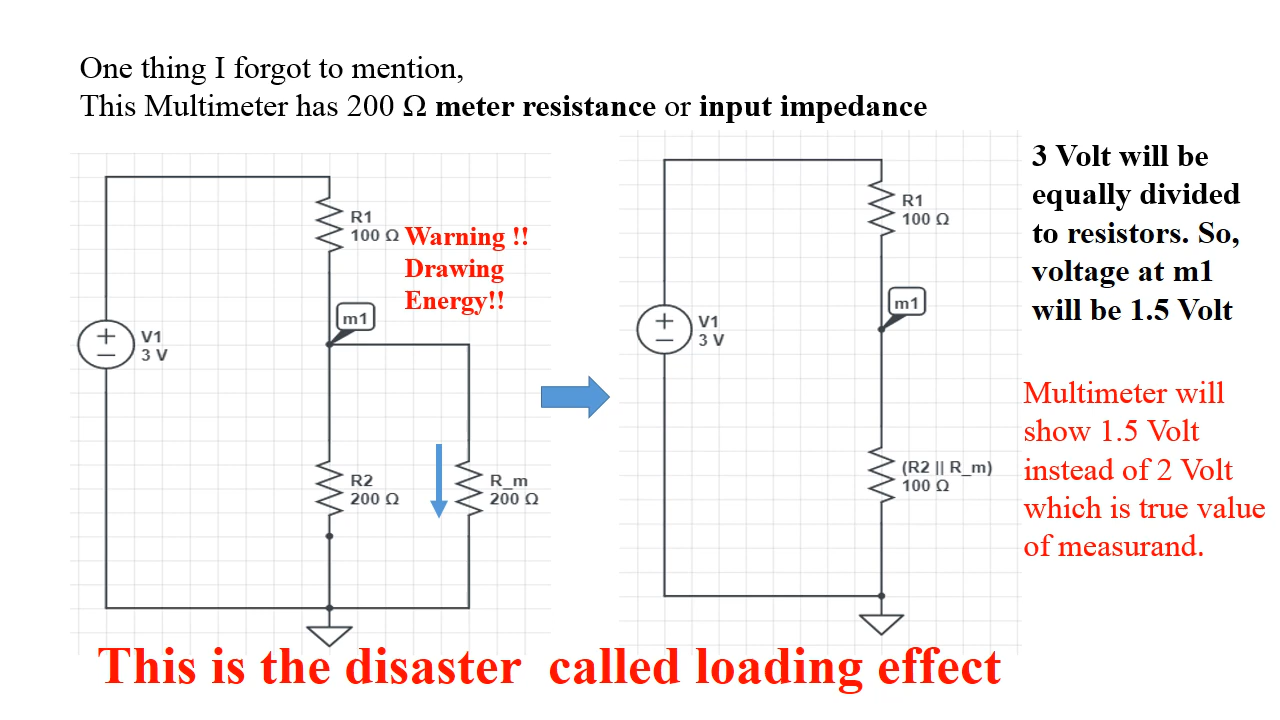 One thing I forgot to mention,
This Multimeter has 200 Ω meter resistance or input impedance
R1
100 Ω
Warning !!
Drawing
Energy!!
m1
V1
3 V
R2
200 Ω
R_m
200 Ω
R1
100 Ω
m1
V1
3 V
(R2 || R_m)
100 Ω
3 Volt will be
equally divided
to resistors. So,
voltage at m1
will be 1.5 Volt
Multimeter will
show 1.5 Volt
instead of 2 Volt
which is true value
of measurand.
This is the disaster called loading effect